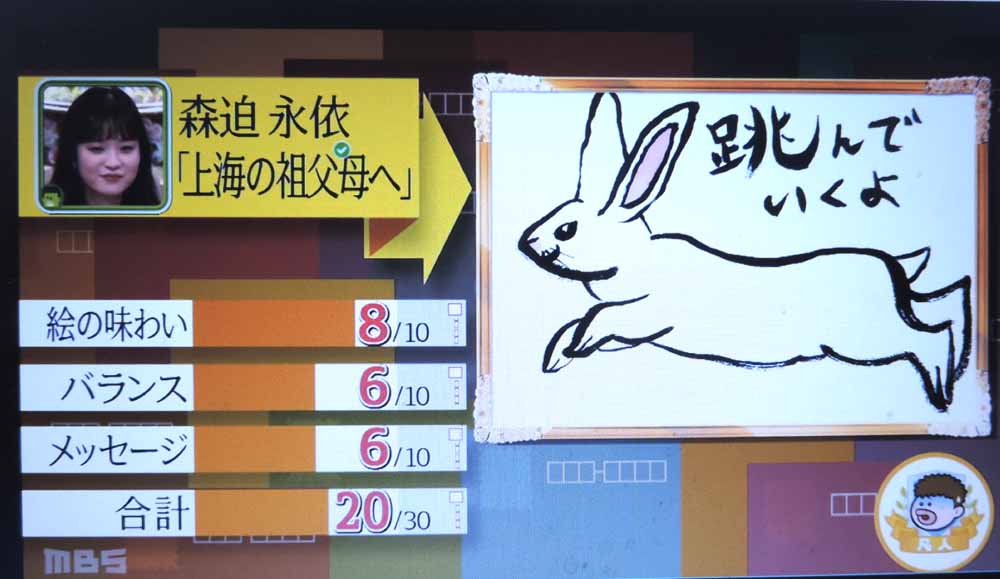 森迫 永依
「上海の祖父母へ」
跳んで
いくよ
絵の味わい 8/10
バランス 6/10
メッセージ 6/10
合計 20/30
MBS
凡人